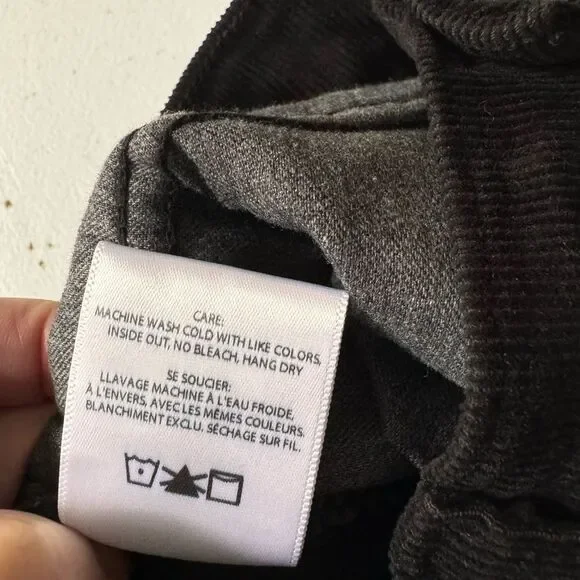 CARE:
MACHINE WASH COLD WITH LIKE COLORS,
INSIDE OUT, NO BLEACH, HANG DRY
SE SOUCIER:
LLAVAGE MACHINE À L'EAU FROIDE,
À L'ENVERS, AVEC LES MÊMES COULEURS.
BLANCHIMENT EXCLU. SÉCHAGE SUR FIL.